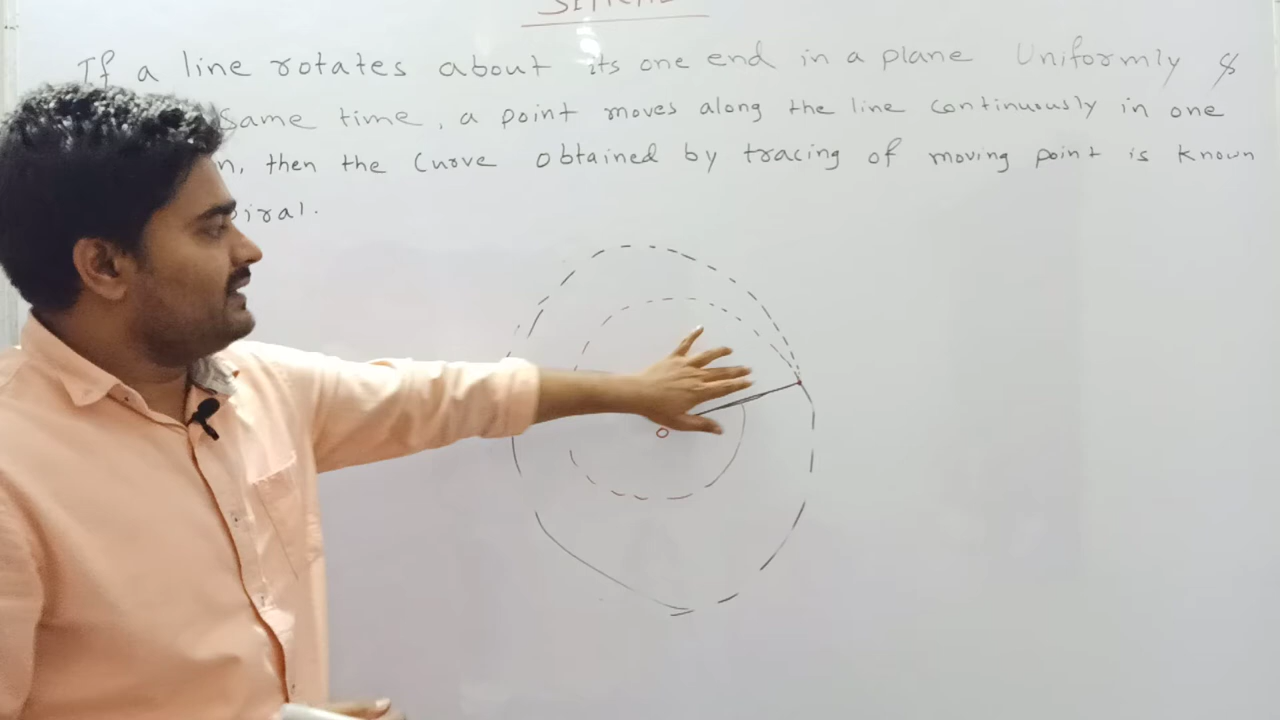 If a line rotates about its one end in a plane Uniformly &
same time, a point moves along the line continuously in one
n, then the Curve obtained by tracing of moving point is known
iral.
o